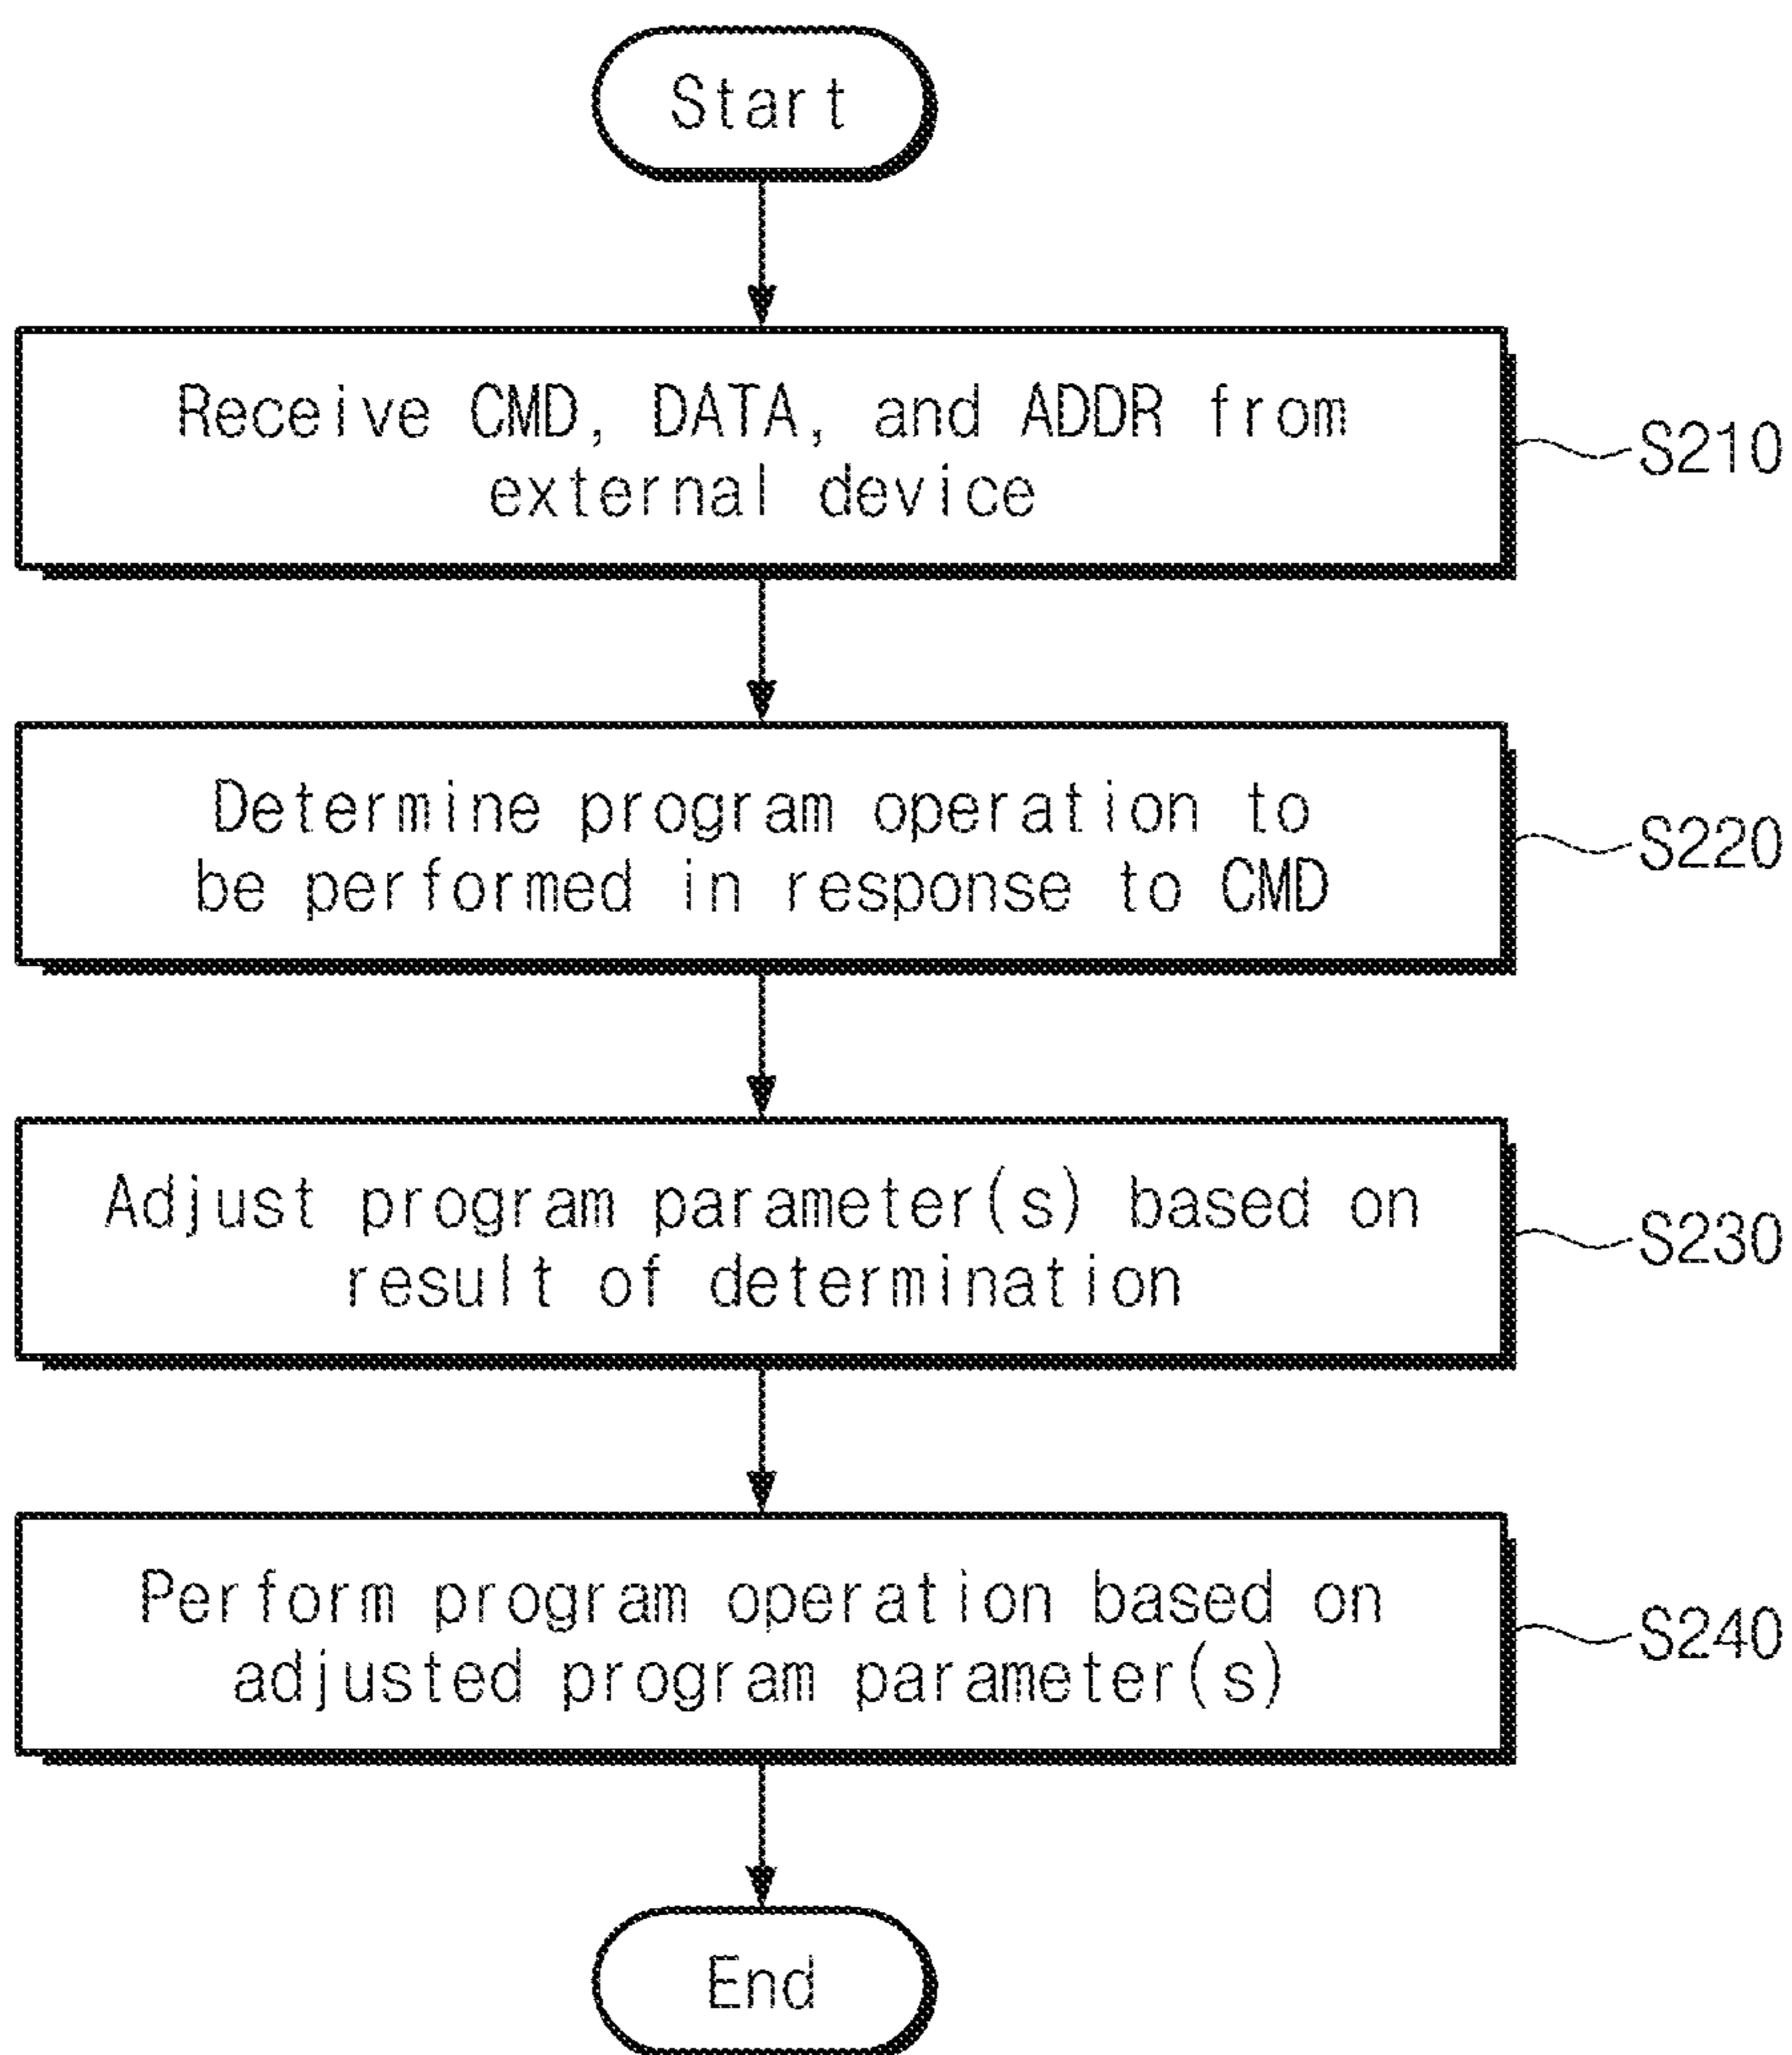 Start
Receive CMD, DATA, and ADDR from
external device
S210
Determine program operation to
be performed in response to CMD
S220
Adjust program parameter(s) based on
result of determination
S230
Perform program operation based on
adjusted program parameter(s)
S240
End